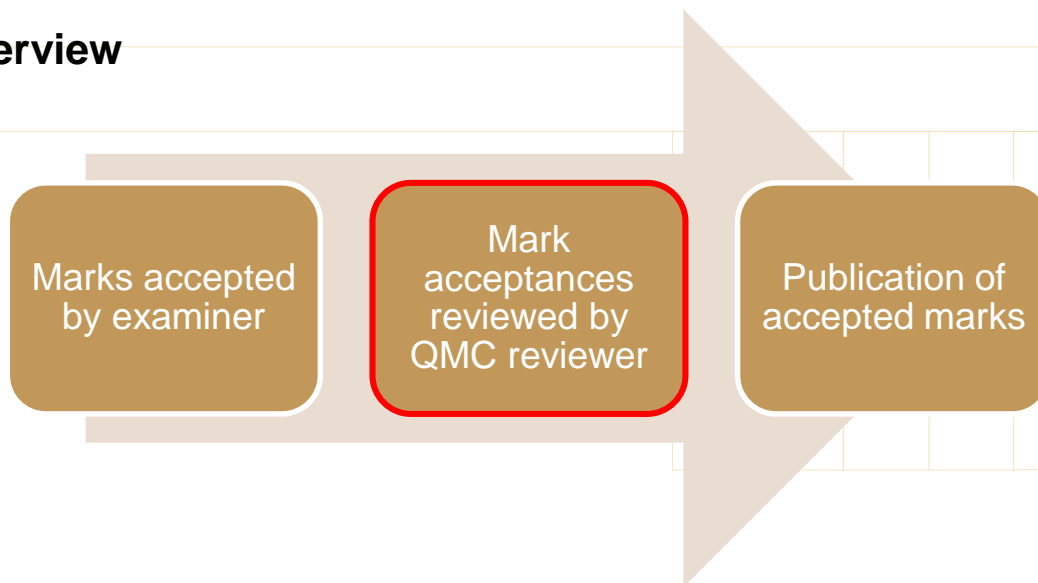 erview
Marks accepted
by examiner
Mark
acceptances
reviewed by
QMC reviewer
Publication of
accepted marks